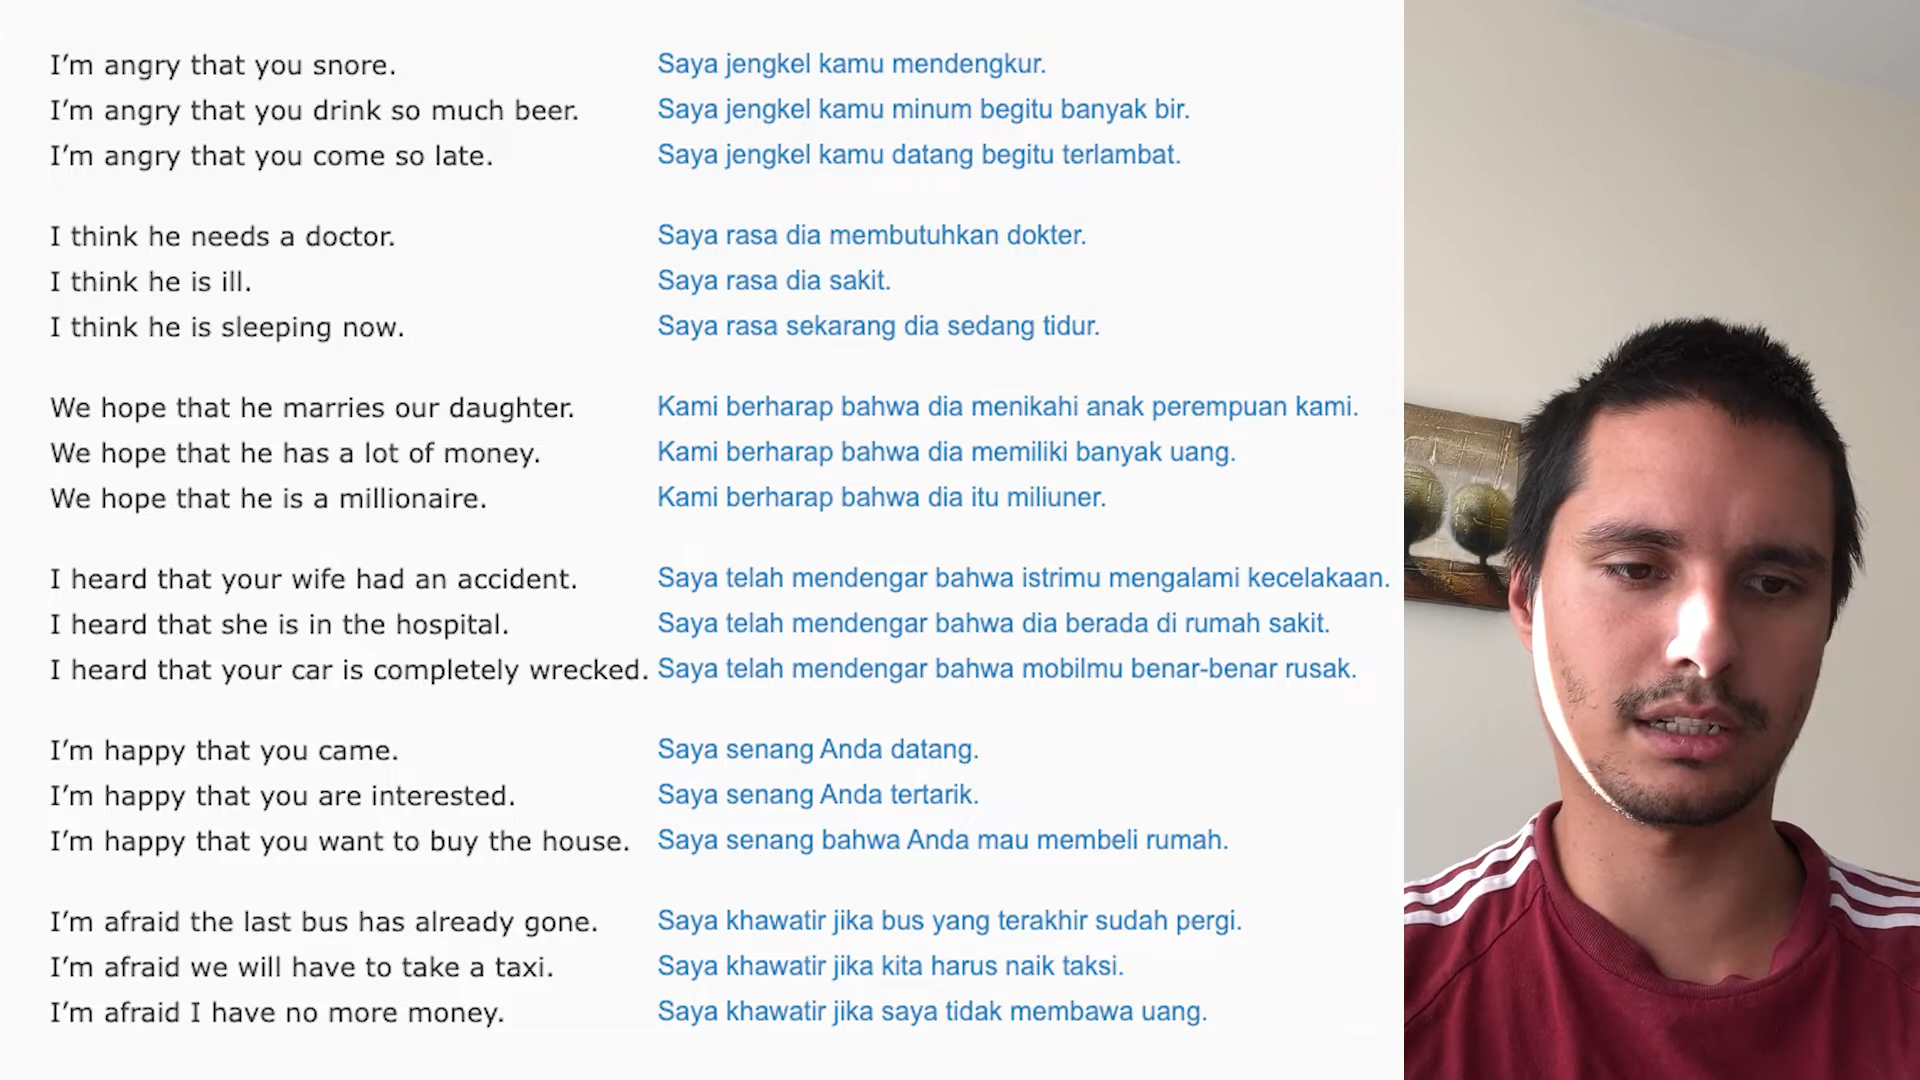 I’m angry that you snore. Saya jengkel kamu mendengkur.
I’m angry that you drink so much beer. Saya jengkel kamu minum begitu banyak bir.
I’m angry that you come so late. Saya jengkel kamu datang begitu terlambat.
I think he needs a doctor. Saya rasa dia membutuhkan dokter.
I think he is ill. Saya rasa dia sakit.
I think he is sleeping now. Saya rasa sekarang dia sedang tidur.
We hope that he marries our daughter. Kami berharap bahwa dia menikahi anak perempuan kami.
We hope that he has a lot of money. Kami berharap bahwa dia memiliki banyak uang.
We hope that he is a millionaire. Kami berharap bahwa dia itu miliuner.
I heard that your wife had an accident. Saya telah mendengar bahwa istrimu mengalami kecelakaan.
I heard that she is in the hospital. Saya telah mendengar bahwa dia berada di rumah sakit.
I heard that your car is completely wrecked. Saya telah mendengar bahwa mobilmu benar-benar rusak.
I’m happy that you came. Saya senang Anda datang.
I’m happy that you are interested. Saya senang Anda tertarik.
I’m happy that you want to buy the house. Saya senang bahwa Anda mau membeli rumah.
I’m afraid the last bus has already gone. Saya khawatir jika bus yang terakhir sudah pergi.
I’m afraid we will have to take a taxi. Saya khawatir jika kita harus naik taksi.
I’m afraid I have no more money. Saya khawatir jika saya tidak membawa uang.